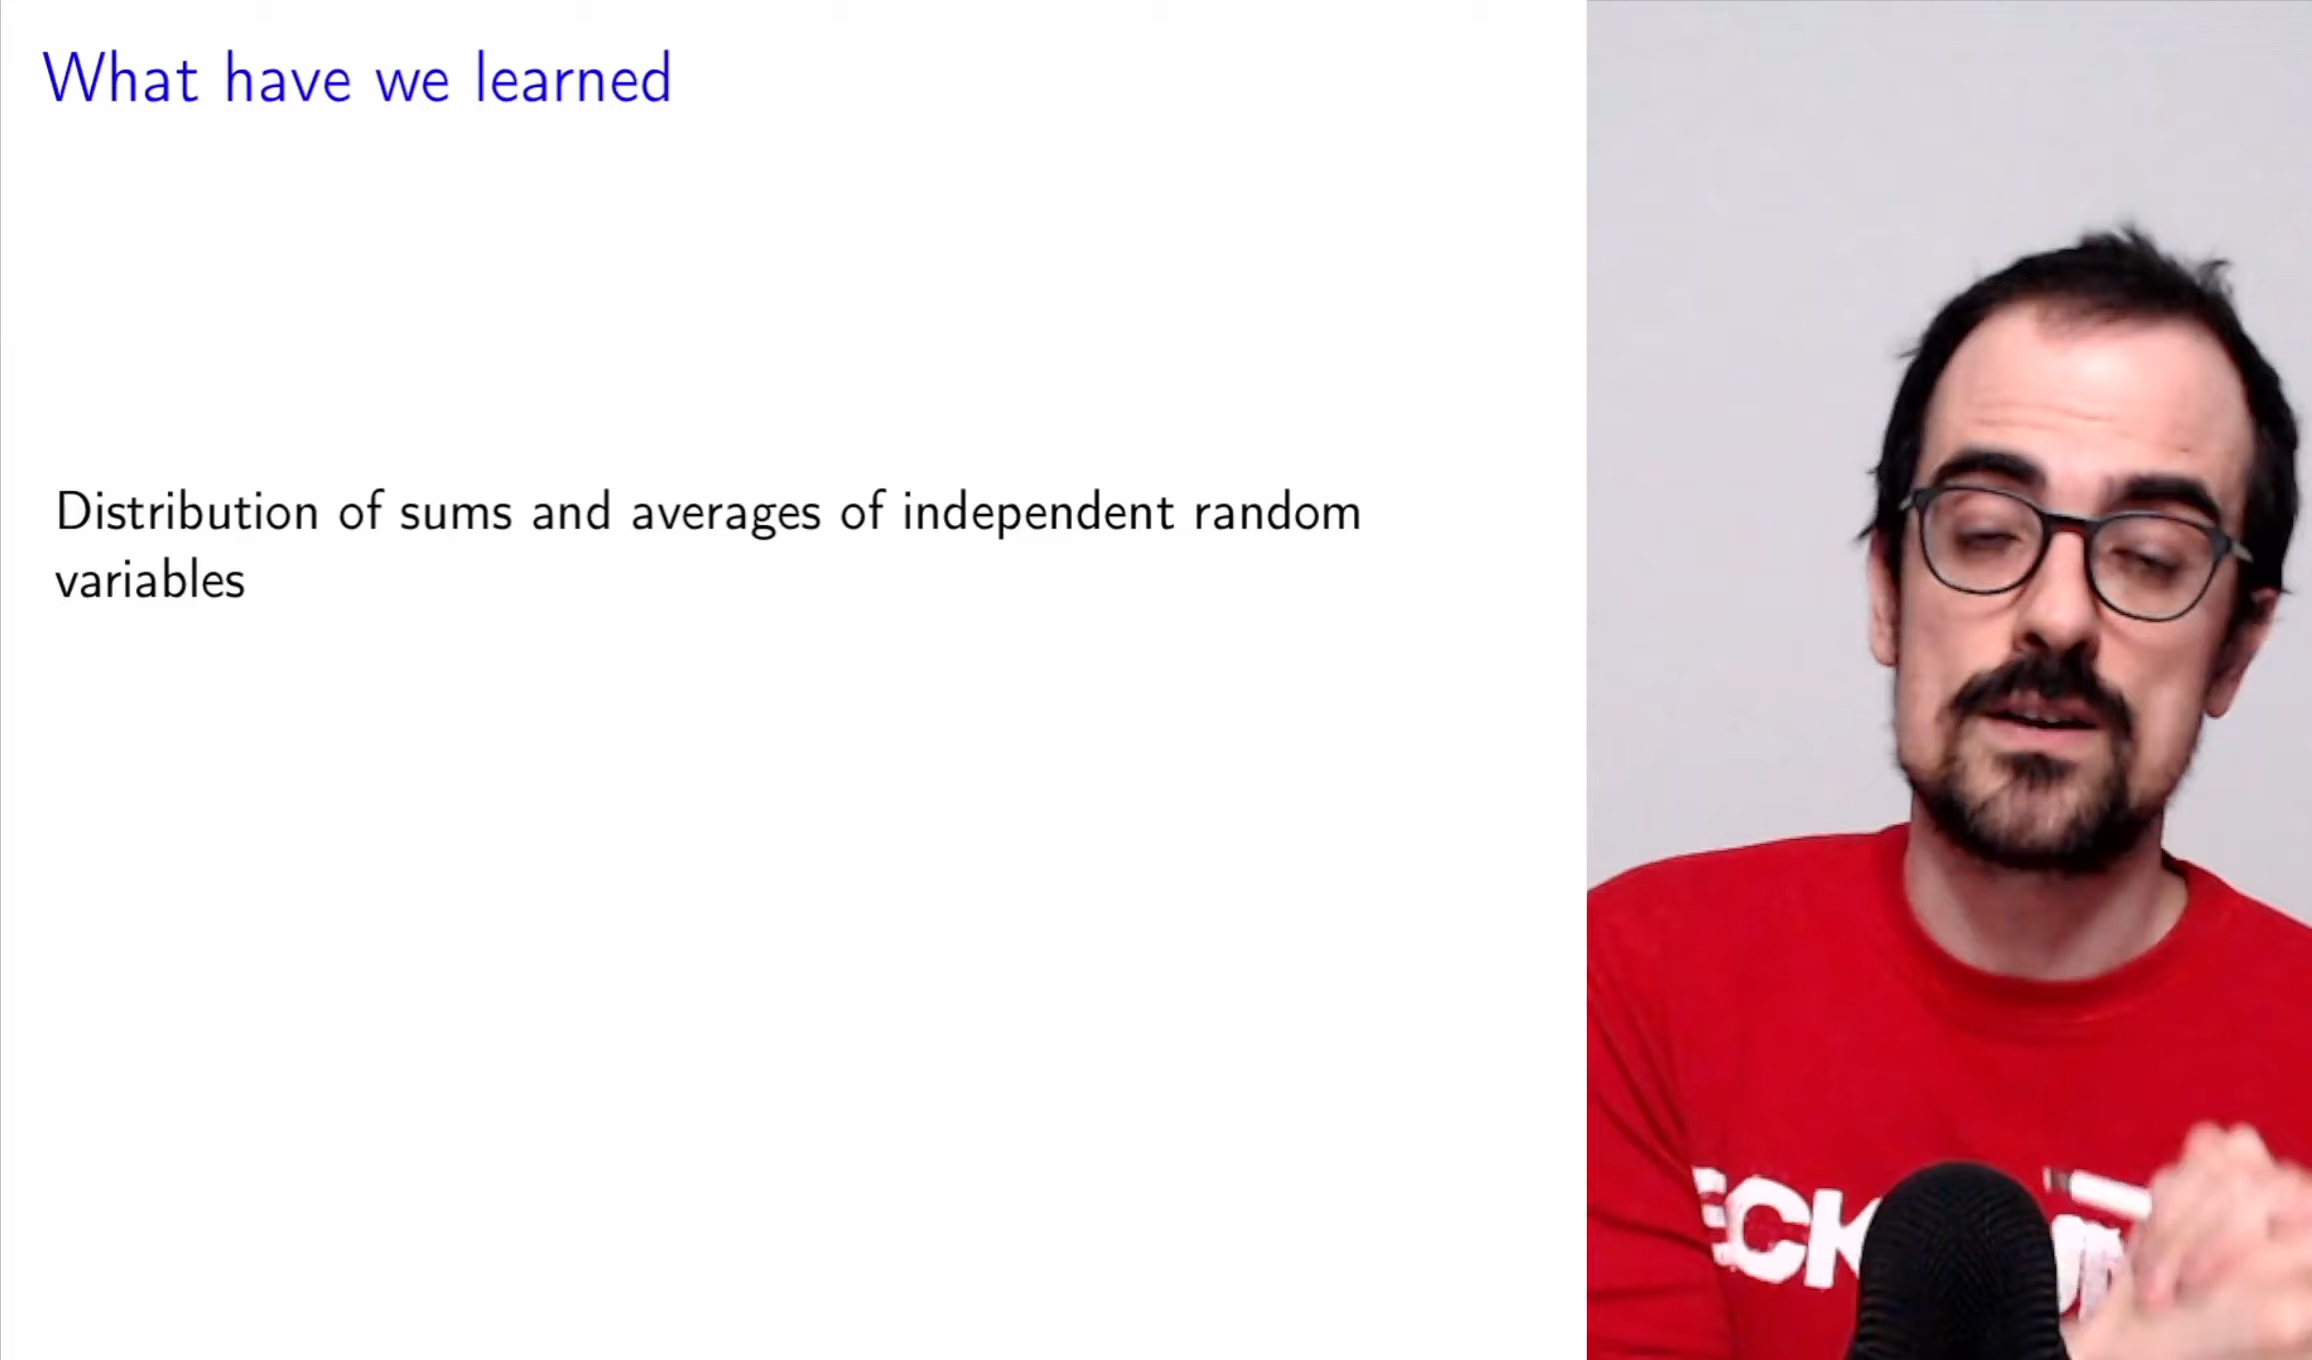 What have we learned
Distribution of sums and averages of independent random
variables